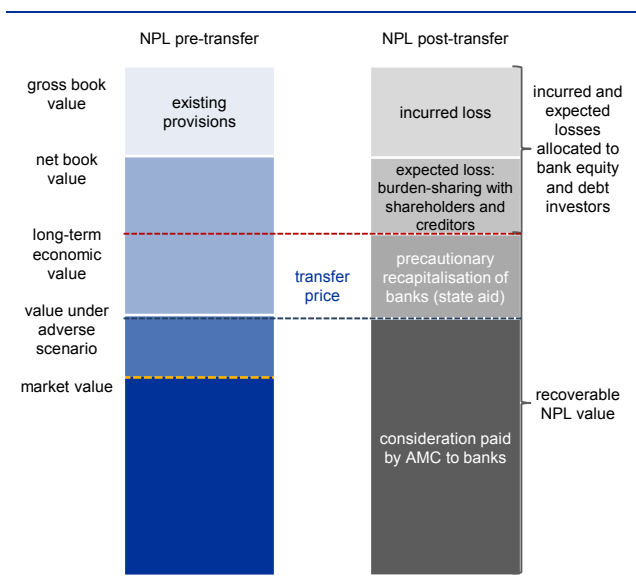 NPL pre-transfer
NPL post-transfer
gross book
value
existing
provisions
incurred loss
incurred and
expected
losses
allocated to
bank equity
and debt
investors
net book
value
expected loss:
burden-sharing with
shareholders and
creditors
long-term
economic
value
transfer
price
precautionary
recapitalisation of
banks (state aid)
value under
adverse
scenario
market value
recoverable
NPL value
consideration paid
by AMC to banks